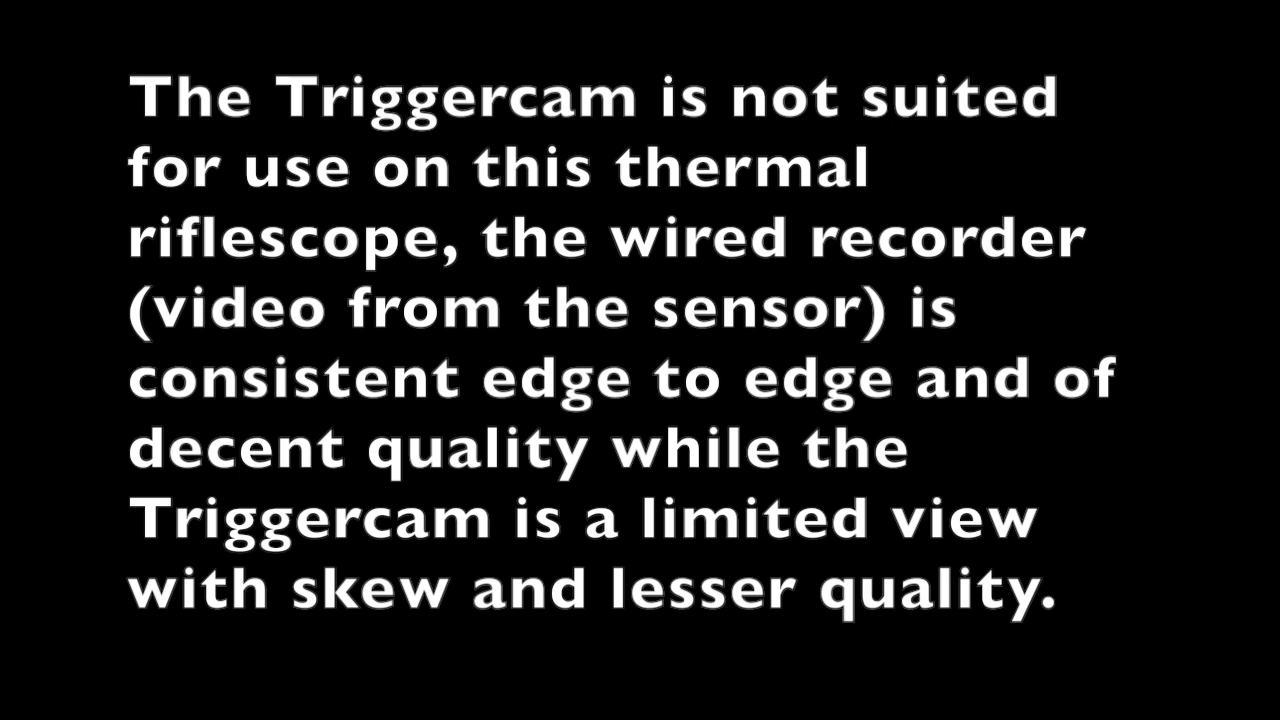 The Triggercam is not suited
for use on this thermal
riflescope, the wired recorder
(video from the sensor) is
consistent edge to edge and of
decent quality while the
Triggercam is a limited view
with skew and lesser quality.